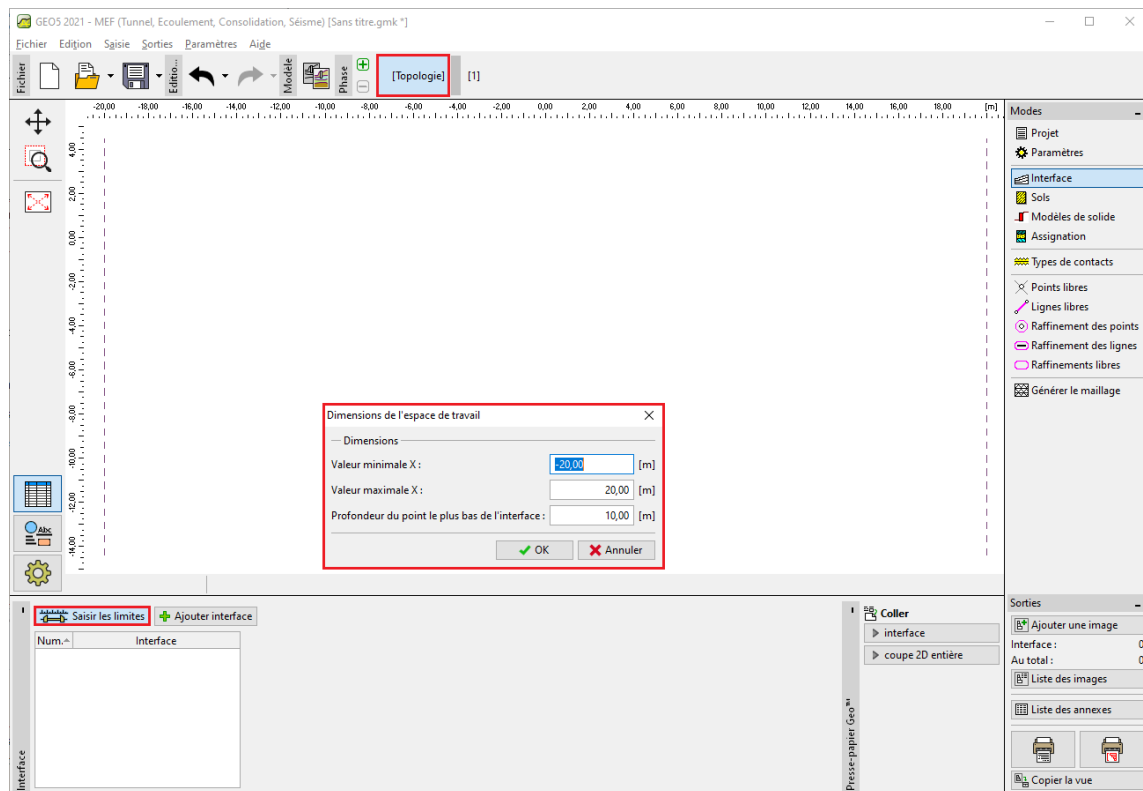 GEO5 2021 - MEF (Tunnel, Ecoulement, Consolidation, Séisme) [Sans titre.gmk *]
Fichier Edition Saisie Sorties Paramètres Aide
Fichier
Editio...
Modèle
Phase
[Topologie]
[1]
-20,00 -18,00 -16,00 -14,00 -12,00 -10,00 -8,00 -6,00 -4,00 -2,00 0,00 2,00 4,00 6,00 8,00 10,00 12,00 14,00 16,00 18,00 [m]
4,00
2,00
0,00
-2,00
-4,00
-6,00
-8,00
-10,00
-12,00
-14,00
Abc
Modes
Projet
Paramètres
Interface
Sols
Modèles de solide
Assignation
Types de contacts
Points libres
Lignes libres
Raffinement des points
Raffinement des lignes
Raffinements libres
Générer le maillage
Dimensions de l'espace de travail
Dimensions
Valeur minimale X : -20,00 [m]
Valeur maximale X : 20,00 [m]
Profondeur du point le plus bas de l'interface : 10,00 [m]
OK Annuler
Interface
Saisir les limites Ajouter interface
Num. Interface
Presse-papier Geo™
Coller
interface
coupe 2D entière
Sorties
Ajouter une image
Interface : 0
Au total : 0
Liste des images
Liste des annexes
Copier la vue